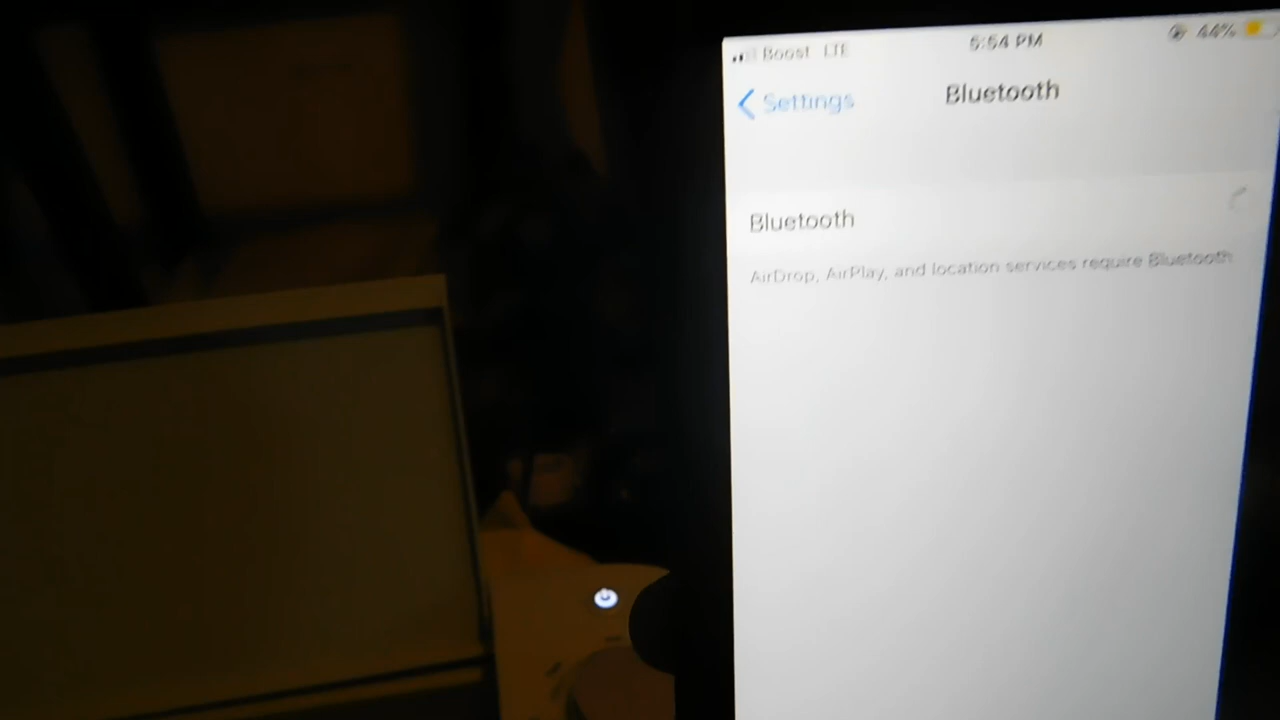 Boost LTE 5:54 PM 44%
Settings Bluetooth
Bluetooth
AirDrop, AirPlay, and location services require Bluetooth.